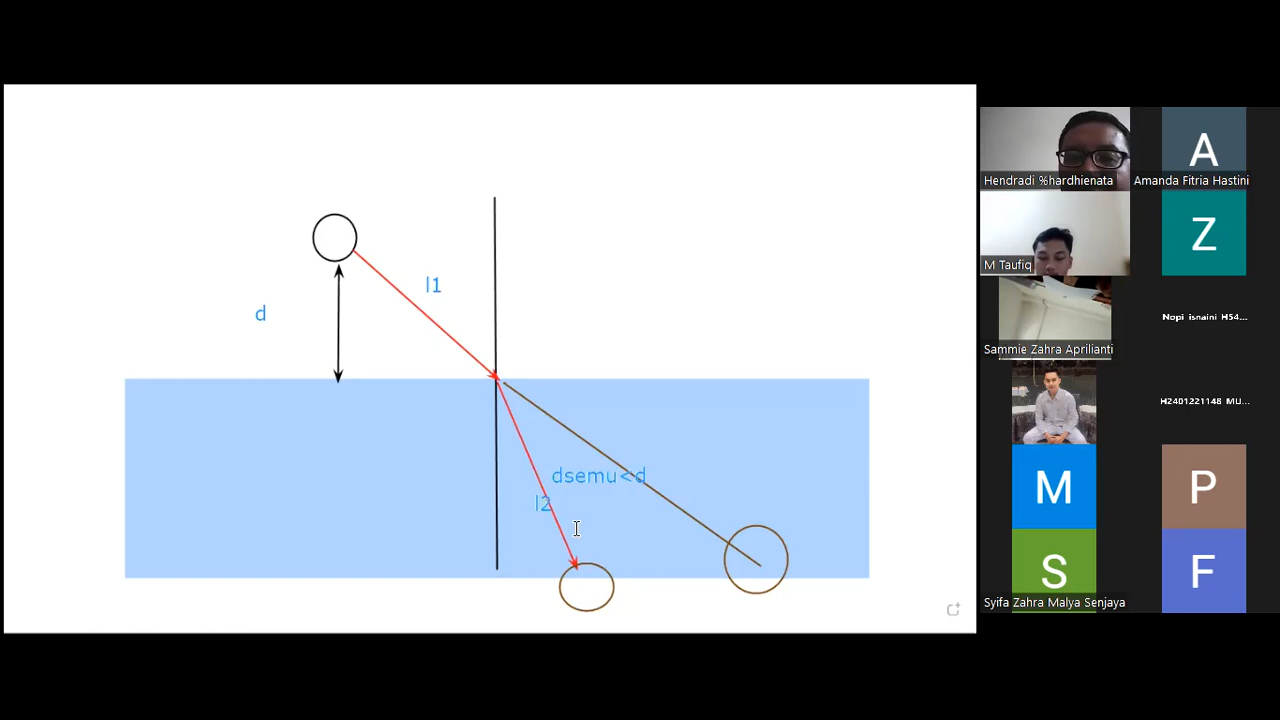 l1
d
dsemu<d
l2
Hendradi %hardhienata
A
Amanda Fitria Hastini
M Taufiq
Z
Sammie Zahra Aprilianti
Nopi isnaini H54...
H2401221148 MU...
M
P
S
Syifa Zahra Malya Senjaya
F